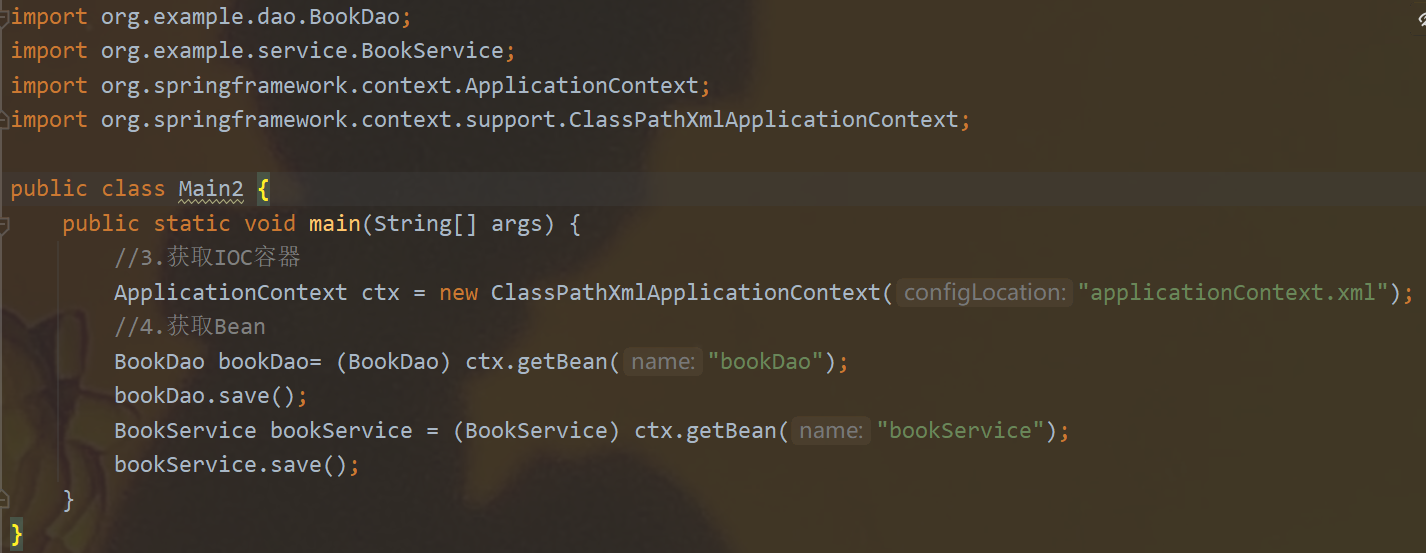 import org.example.dao.BookDao;
import org.example.service.BookService;
import org.springframework.context.ApplicationContext;
import org.springframework.context.support.ClassPathXmlApplicationContext;
public class Main2 {
public static void main(String[] args) {
//3.获取IOC容器
ApplicationContext ctx = new ClassPathXmlApplicationContext( configLocation: "applicationContext.xml");
//4.获取Bean
BookDao bookDao= (BookDao) ctx.getBean( name: "bookDao");
bookDao.save();
BookService bookService = (BookService) ctx.getBean( name: "bookService");
bookService.save();
}
}